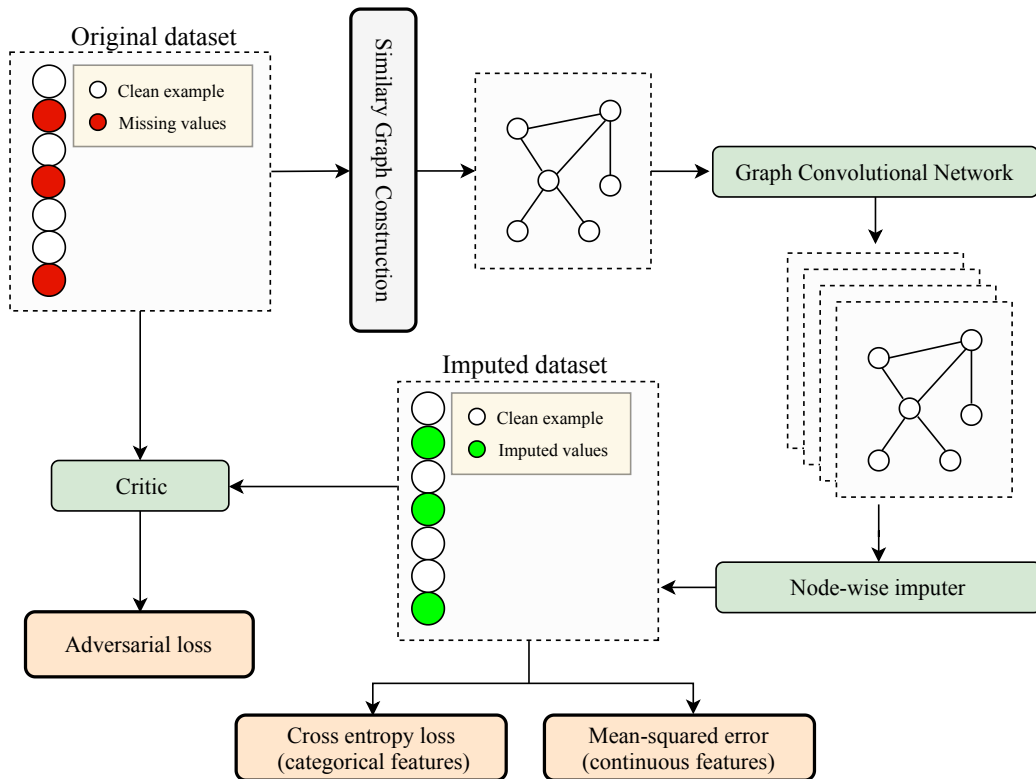 Original dataset
Clean example
Missing values
Similary Graph Construction
Graph Convolutional Network
Imputed dataset
Clean example
Imputed values
Critic
Node-wise imputer
Adversarial loss
Cross entropy loss
(categorical features)
Mean-squared error
(continuous features)